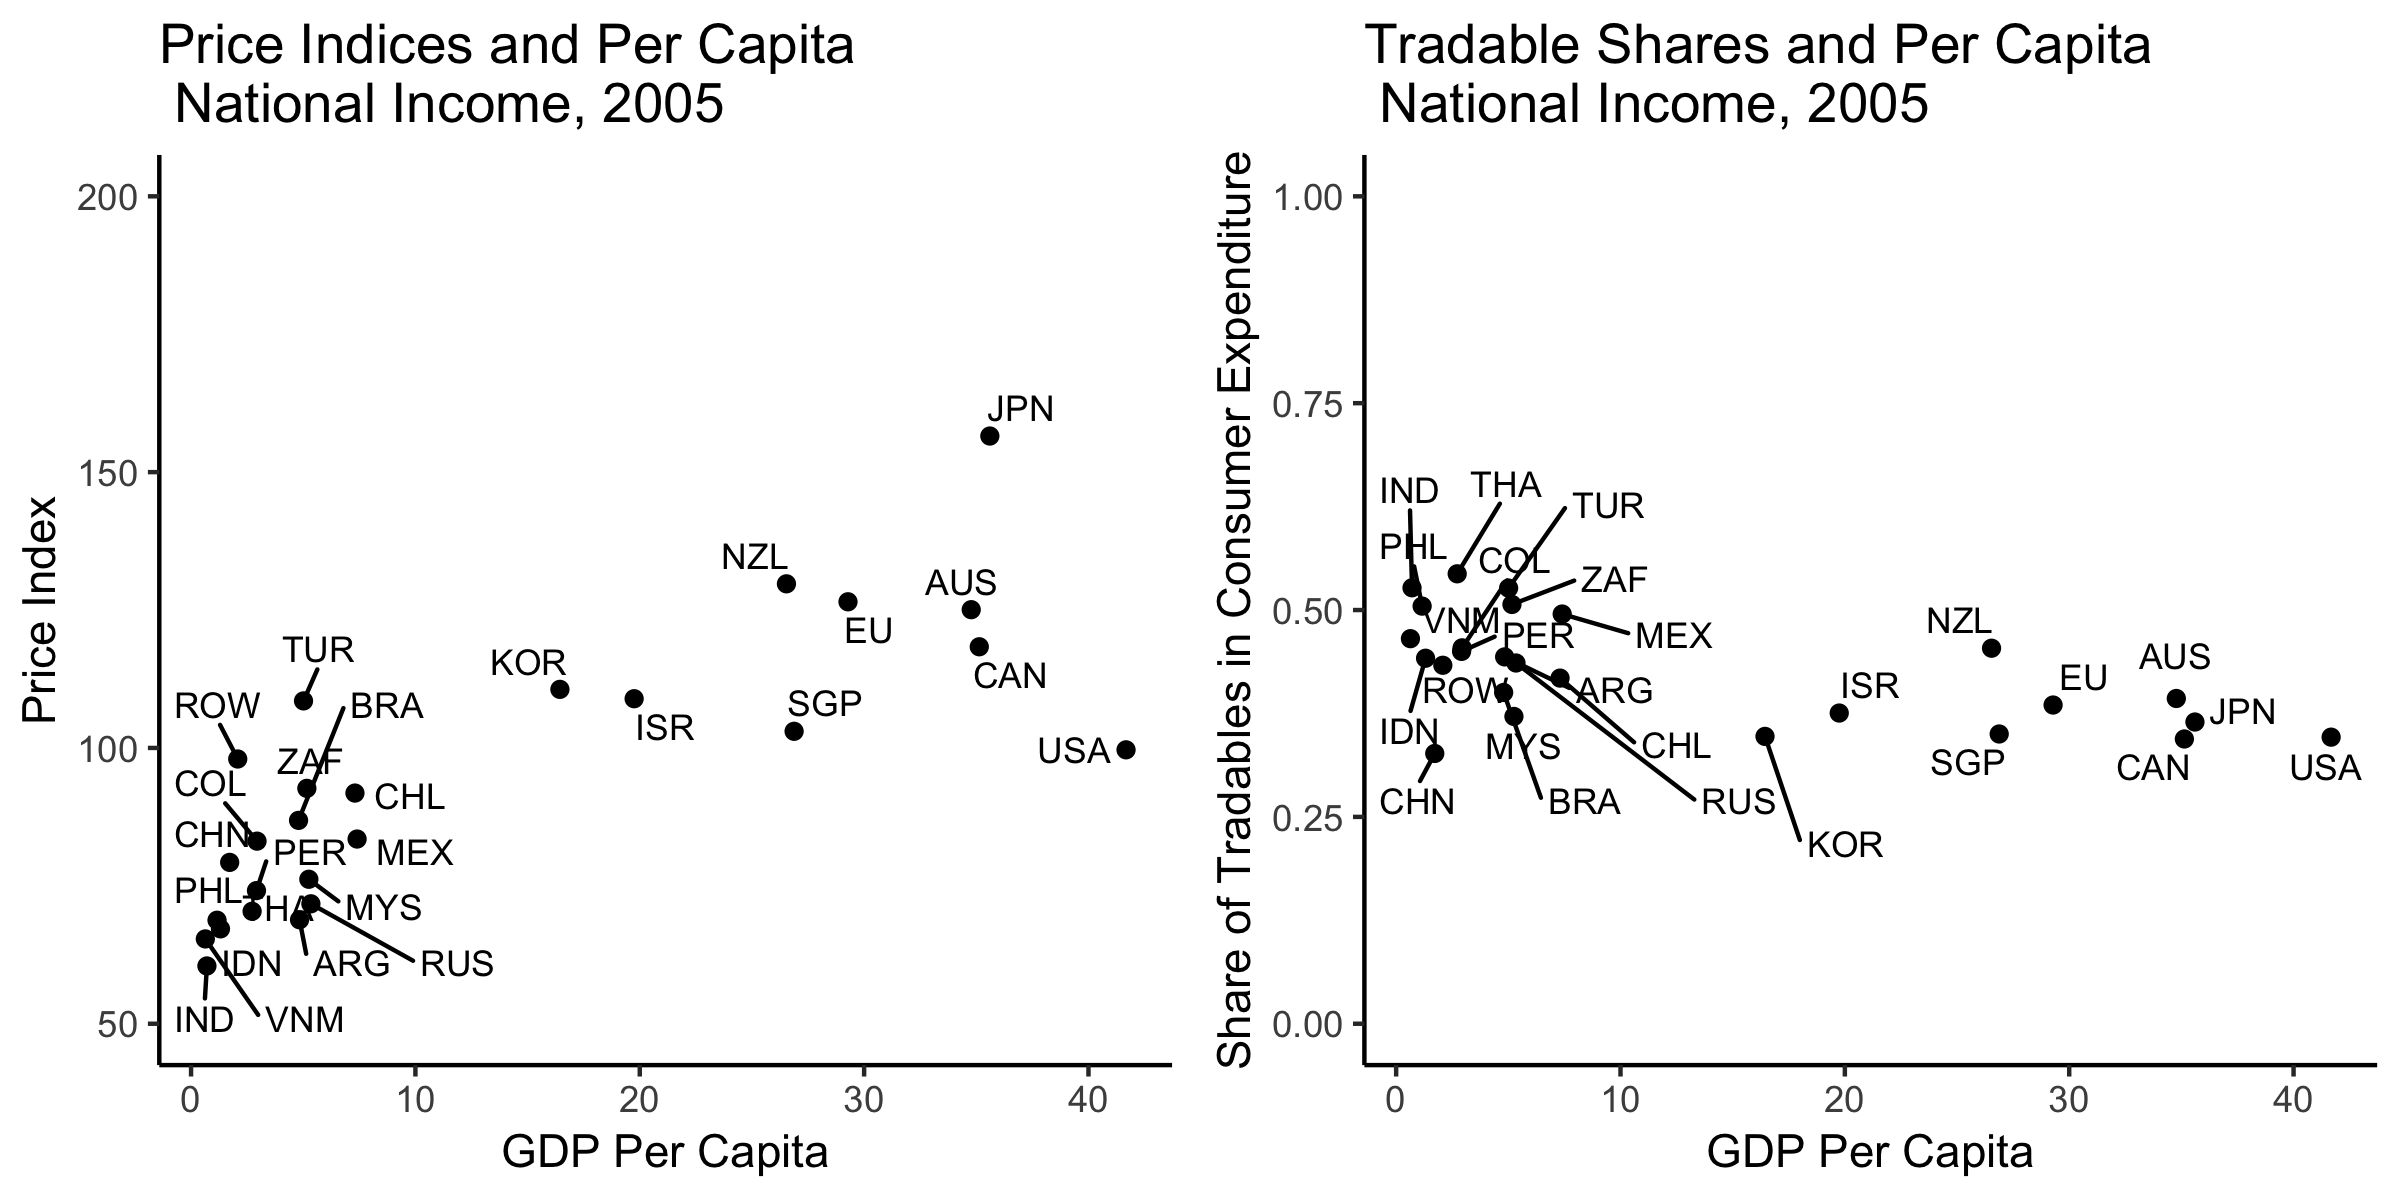 Price Indices and Per Capita
National Income, 2005
200
150
100
50
Price Index
JPN
NZL
AUS
EU
TUR
KOR
CAN
ROW
BRA
SGP
ISR
ZAF
USA
COL
CHL
CHN
PER
MEX
PHL
THA
MYS
IDN
ARG
RUS
IND
VNM
0
10
20
30
40
GDP Per Capita
Tradable Shares and Per Capita
National Income, 2005
1.00
0.75
0.50
0.25
0.00
Share of Tradables in Consumer Expenditure
IND
THA
TUR
PHL
COL
ZAF
VNM
PER
MEX
NZL
AUS
EU
ROW
ARG
ISR
JPN
IDN
MYS
CHL
SGP
CAN
USA
CHN
BRA
RUS
KOR
0
10
20
30
40
GDP Per Capita